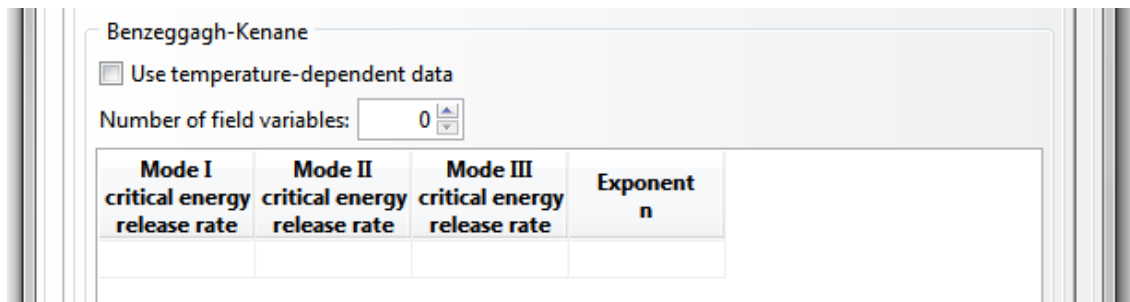 Benzeggagh-Kenane
Use temperature-dependent data
Number of field variables: 0
Mode I critical energy release rate
Mode II critical energy release rate
Mode III critical energy release rate
Exponent n